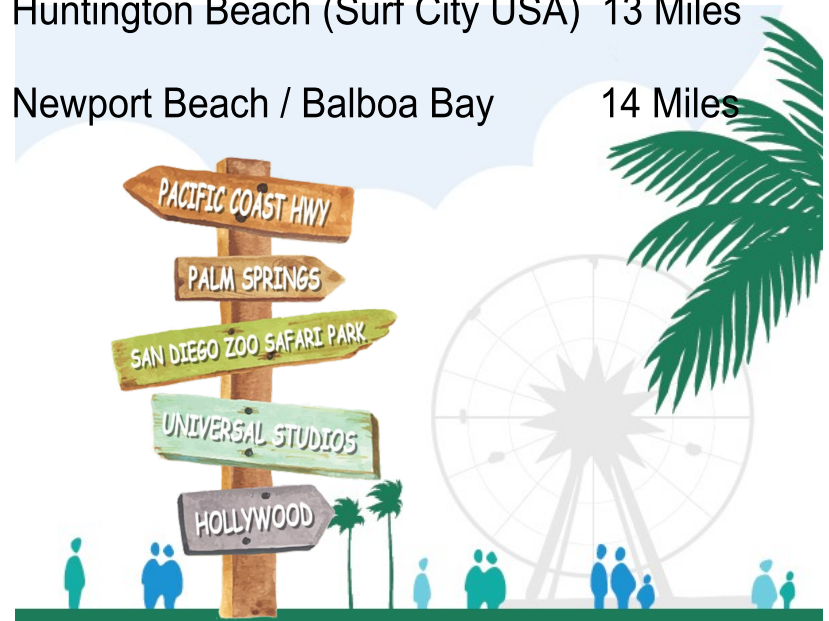 Huntington Beach (Surf City USA) 13 Miles
Newport Beach / Balboa Bay 14 Miles
PACIFIC COAST HWY
PALM SPRINGS
SAN DIEGO ZOO SAFARI PARK
UNIVERSAL STUDIOS
HOLLYWOOD